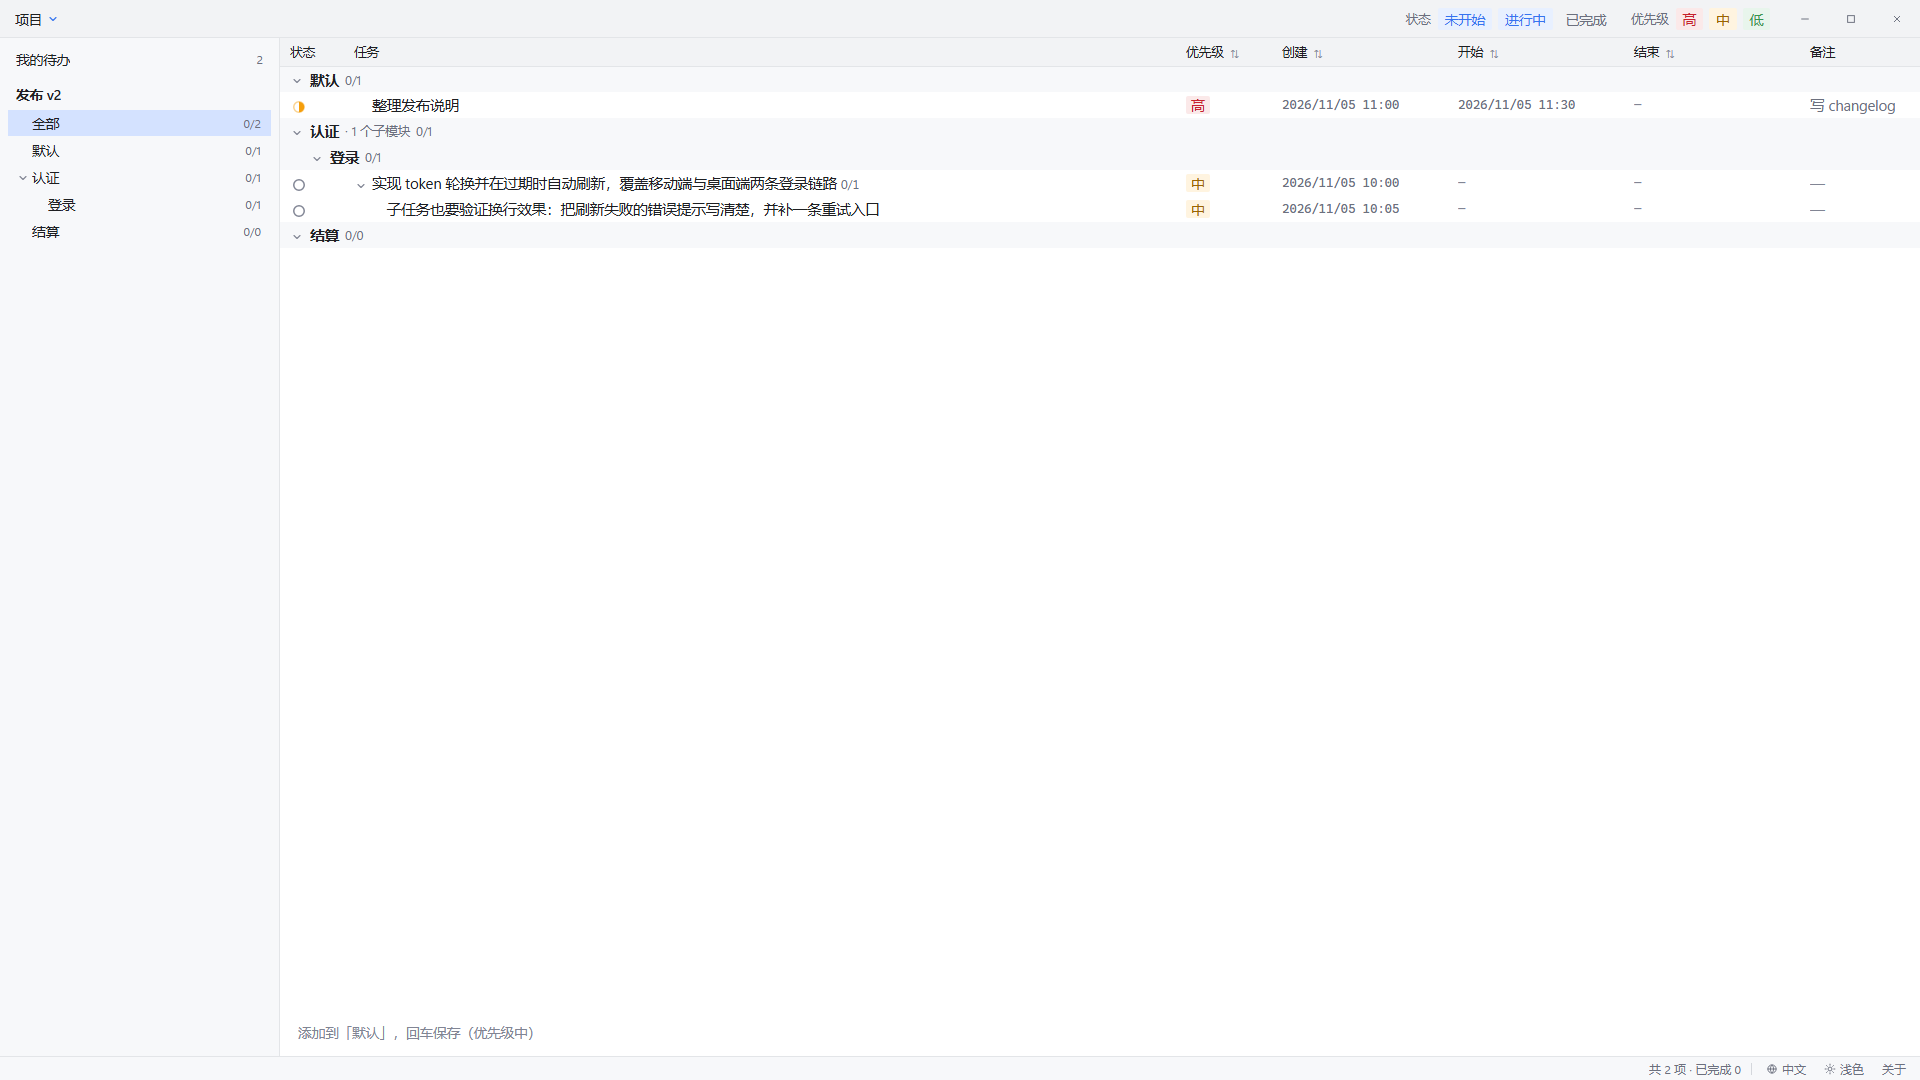 项目 状态 未开始 进行中 已完成 优先级 高 中 低
我的待办 2
发布 v2
全部 0/2
默认 0/1
认证 0/1
登录 0/1
结算 0/0
状态 任务 优先级 创建 开始 结束 备注
默认 0/1
整理发布说明 高 2026/11/05 11:00 2026/11/05 11:30 — 写 changelog
认证 · 1 个子模块 0/1
登录 0/1
实现 token 轮换并在过期时自动刷新，覆盖移动端与桌面端两条登录链路 0/1 中 2026/11/05 10:00 — — —
子任务也要验证换行效果：把刷新失败的错误提示写清楚，并补一条重试入口 中 2026/11/05 10:05 — — —
结算 0/0
添加到「默认」，回车保存（优先级中）
共 2 项 · 已完成 0 中文 浅色 关于